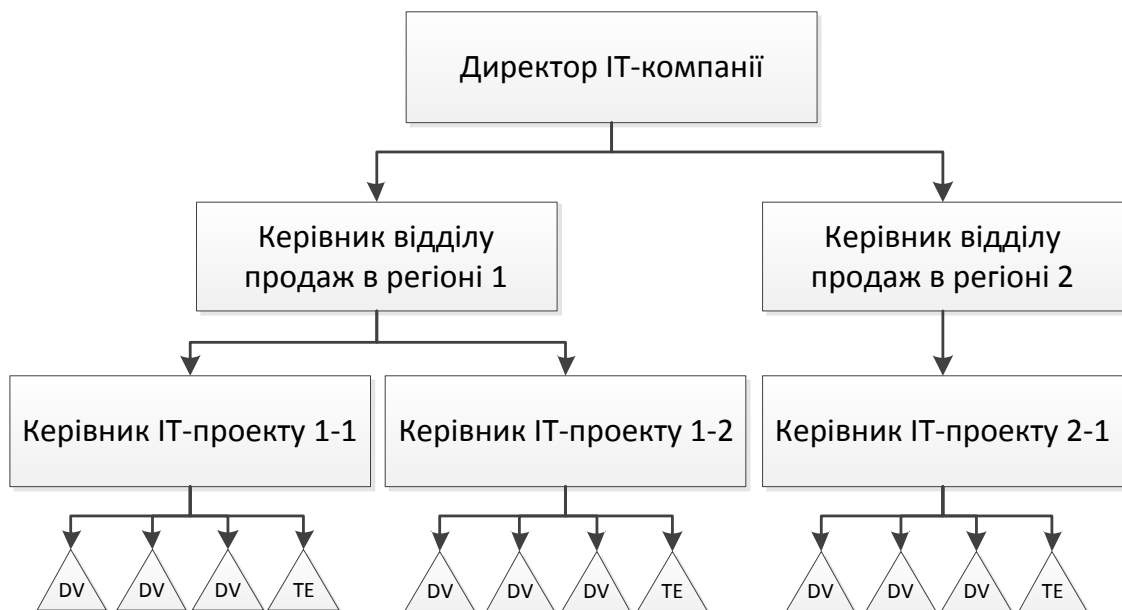 Директор ІТ-компанії
Керівник відділу
продаж в регіоні 1
Керівник відділу
продаж в регіоні 2
Керівник ІТ-проекту 1-1
Керівник ІТ-проекту 1-2
Керівник ІТ-проекту 2-1
DV
DV
DV
TE
DV
DV
DV
TE
DV
DV
DV
TE